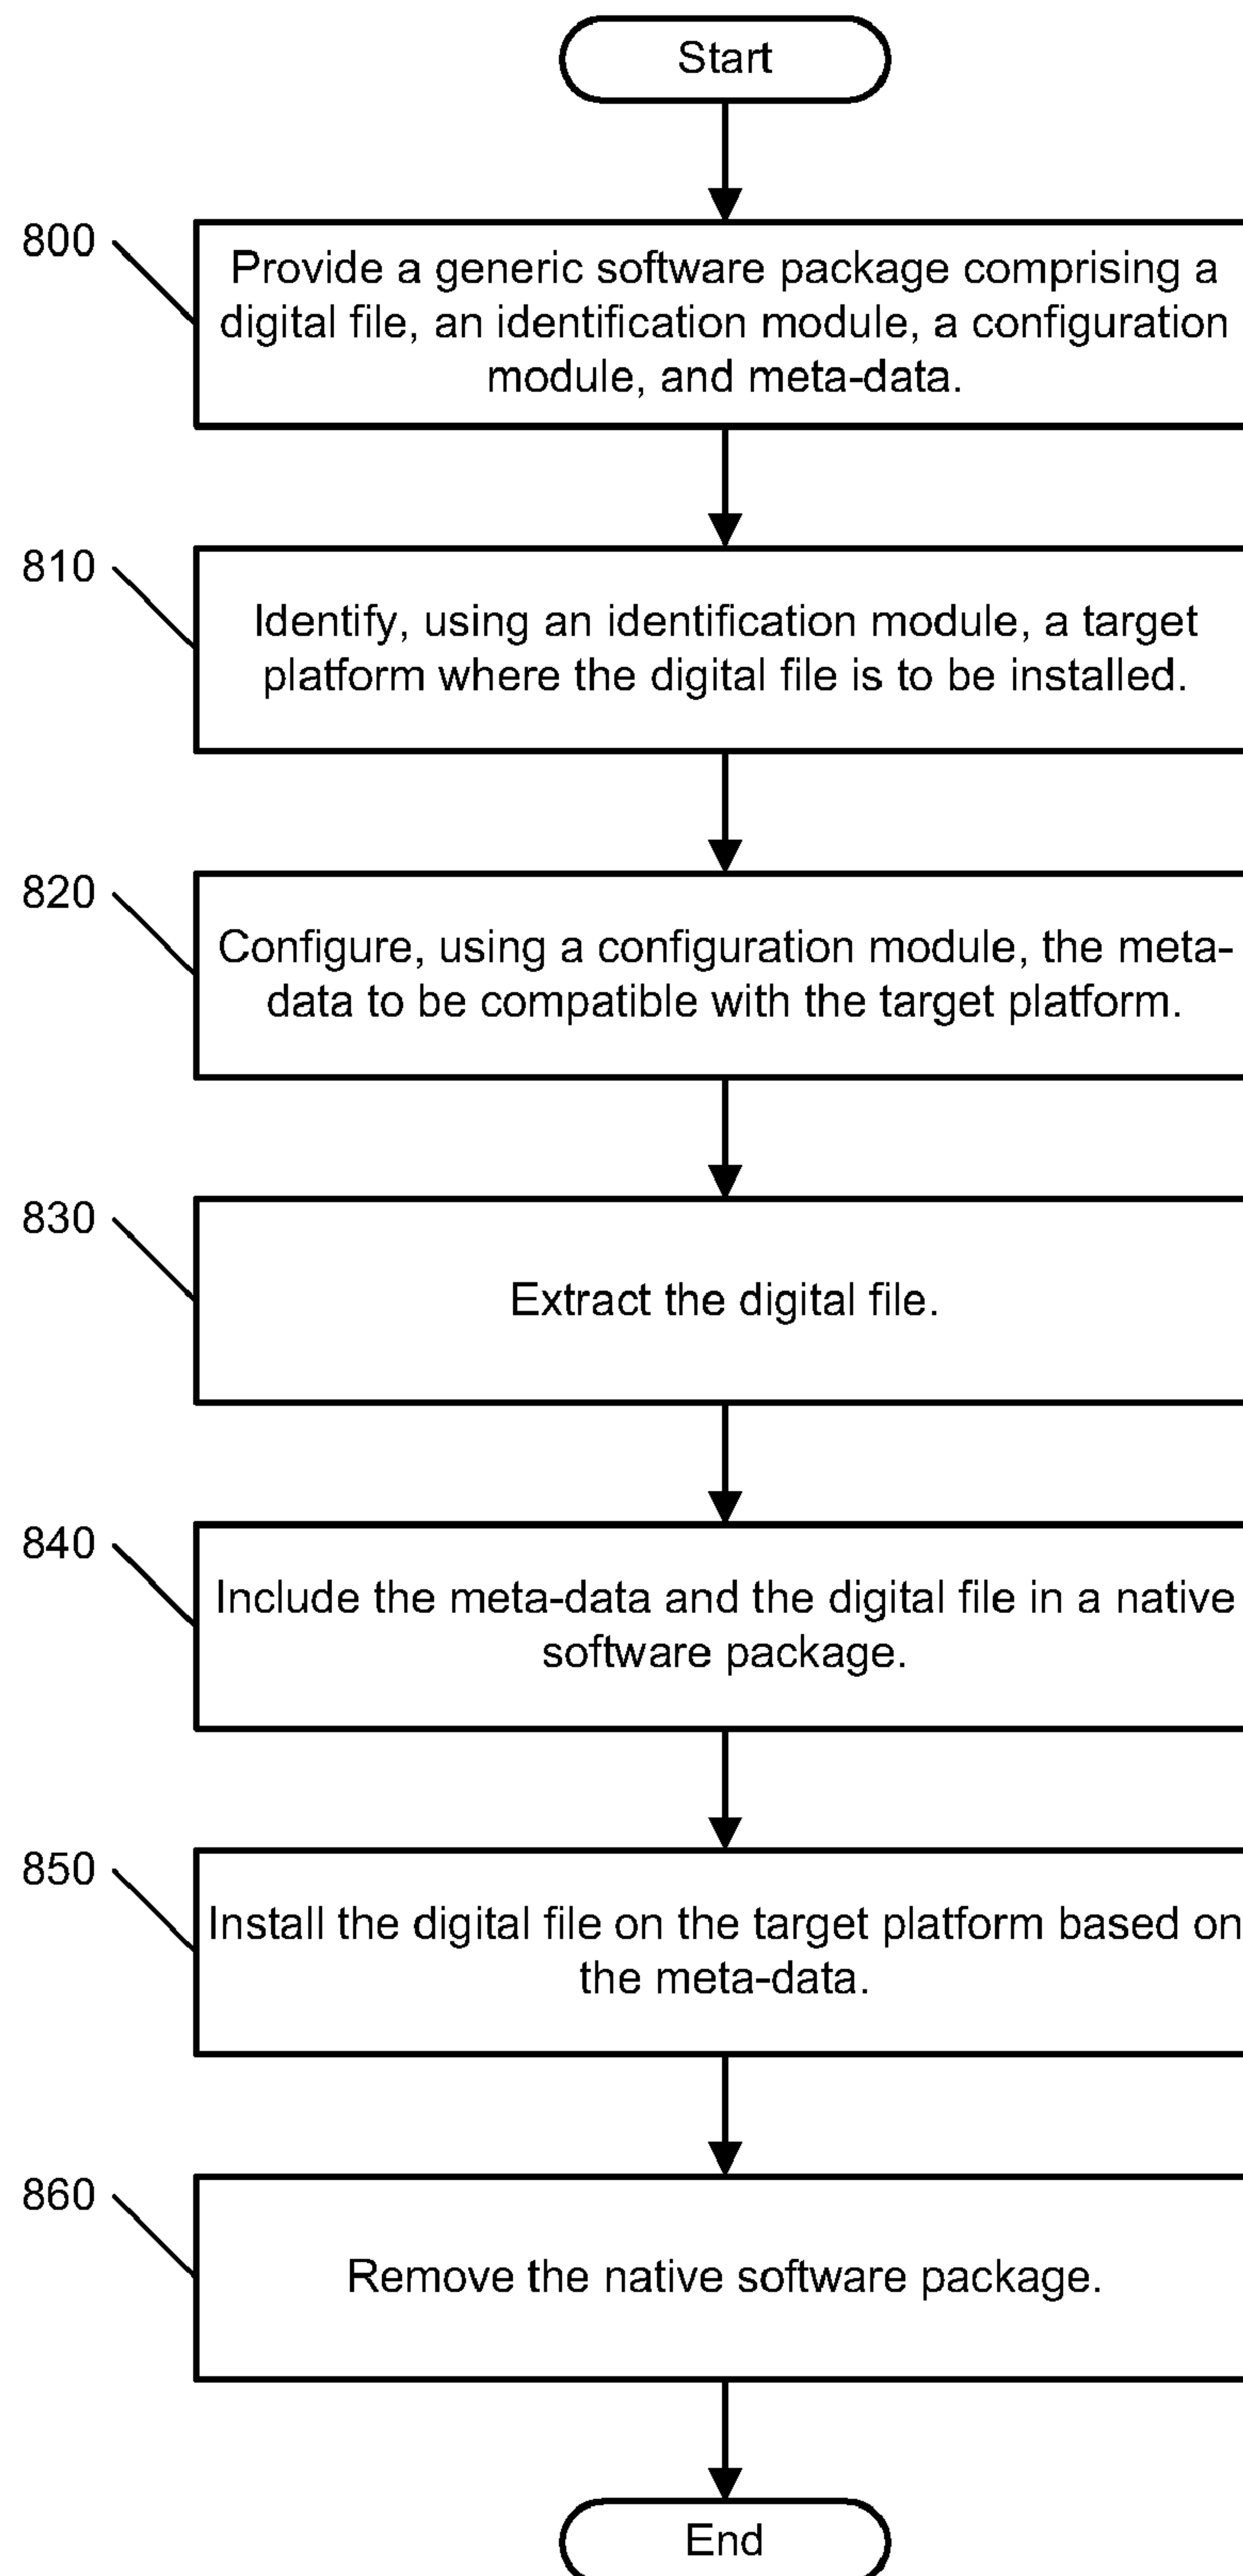 Start
800
Provide a generic software package comprising a
digital file, an identification module, a configuration
module, and meta-data.
810
Identify, using an identification module, a target
platform where the digital file is to be installed.
820
Configure, using a configuration module, the meta-
data to be compatible with the target platform.
830
Extract the digital file.
840
Include the meta-data and the digital file in a native
software package.
850
Install the digital file on the target platform based on
the meta-data.
860
Remove the native software package.
End